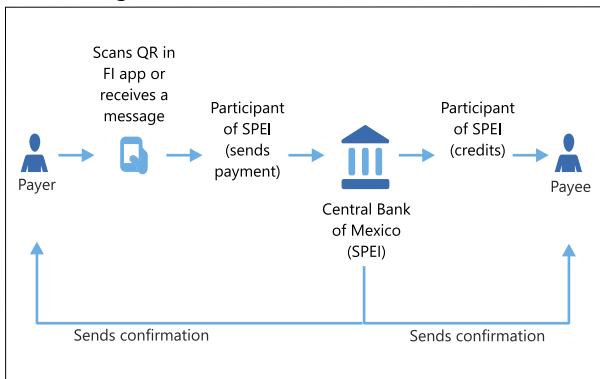 Scans QR in
FI app or
receives a
message
Participant
of SPEI
(sends
payment)
Participant
of SPEI
(credits)
Payer
Payee
Central Bank
of Mexico
(SPEI)
Sends confirmation
Sends confirmation